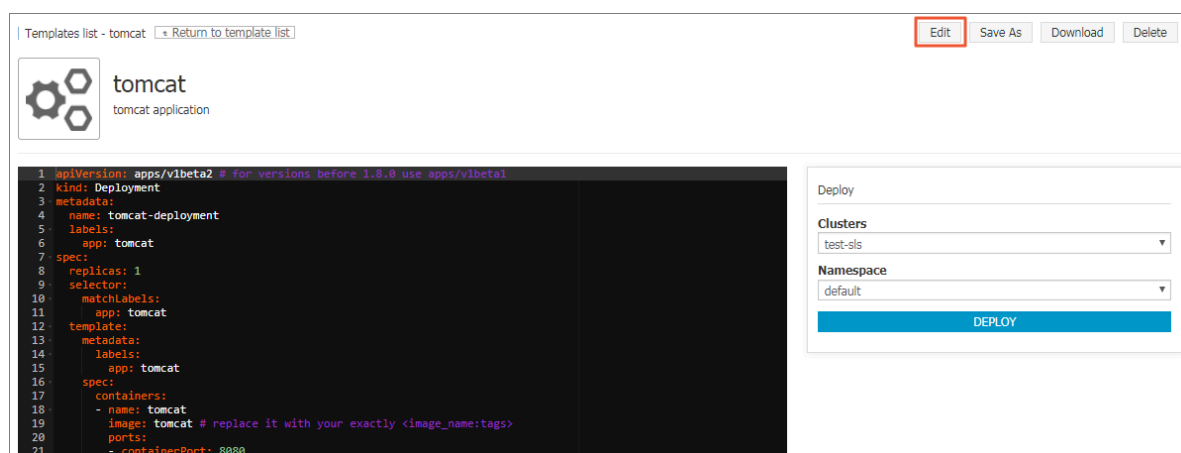 Templates list - tomcat Return to template list Edit Save As Download Delete
tomcat
tomcat application
1 apiVersion: apps/v1beta2 # for versions before 1.8.0 use apps/v1beta1
2 kind: Deployment
3 metadata:
4 name: tomcat-deployment
5 labels:
6 app: tomcat
7 spec:
8 replicas: 1
9 selector:
10 matchLabels:
11 app: tomcat
12 template:
13 metadata:
14 labels:
15 app: tomcat
16 spec:
17 containers:
18 - name: tomcat
19 image: tomcat # replace it with your exactly <image_name:tags>
20 ports:
21 - containerPort: 8080
Deploy
Clusters
test-sls
Namespace
default
DEPLOY